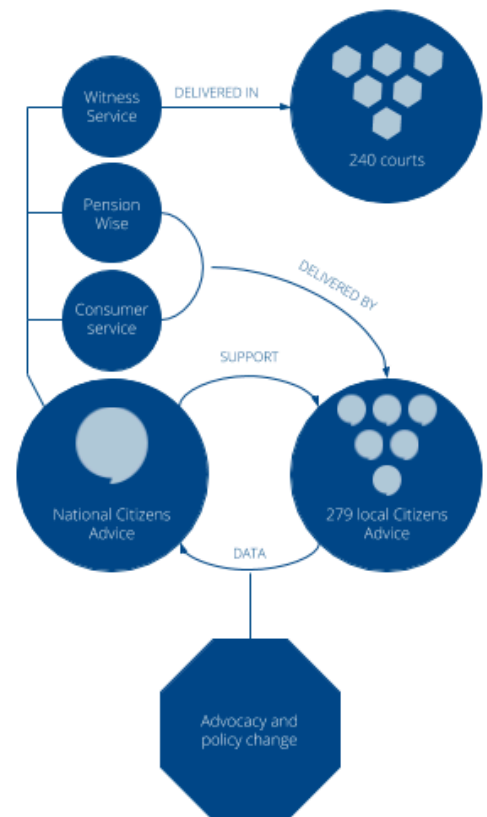 Witness
Service
DELIVERED IN
240 courts
Pension
Wise
Consumer
service
DELIVERED BY
SUPPORT
National Citizens
Advice
279 local Citizens
Advice
DATA
Advocacy and
policy change